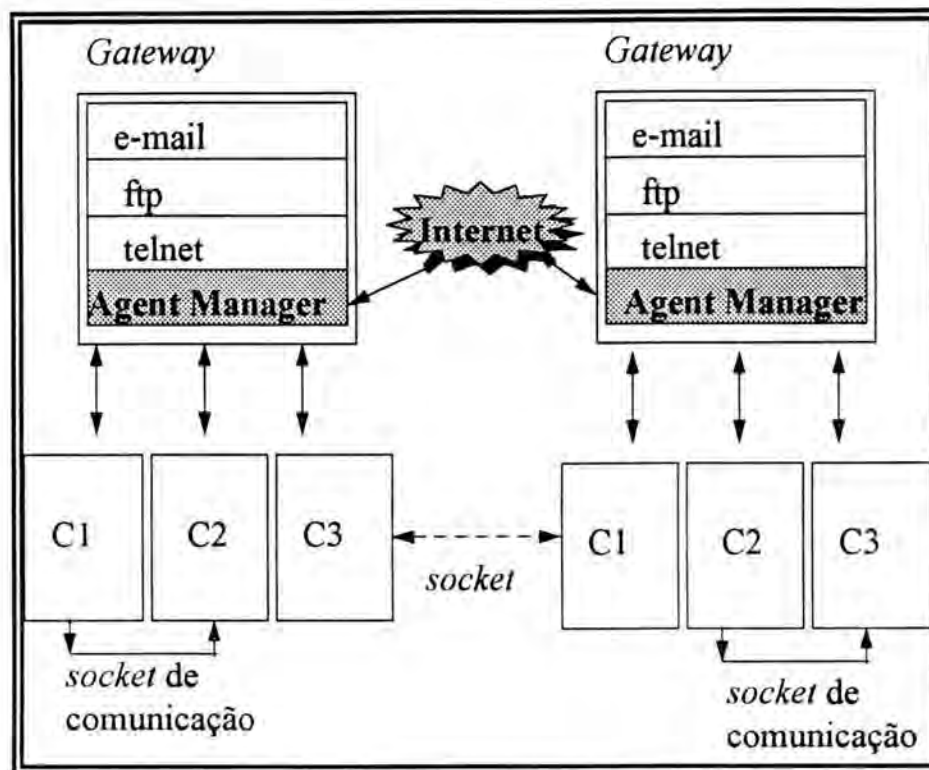 Gateway
Gateway
e-mail
ftp
telnet
Agent Manager
Internet
e-mail
ftp
telnet
Agent Manager
C1
C2
C3
socket
C1
C2
C3
socket de
comunicação
socket de
comunicação